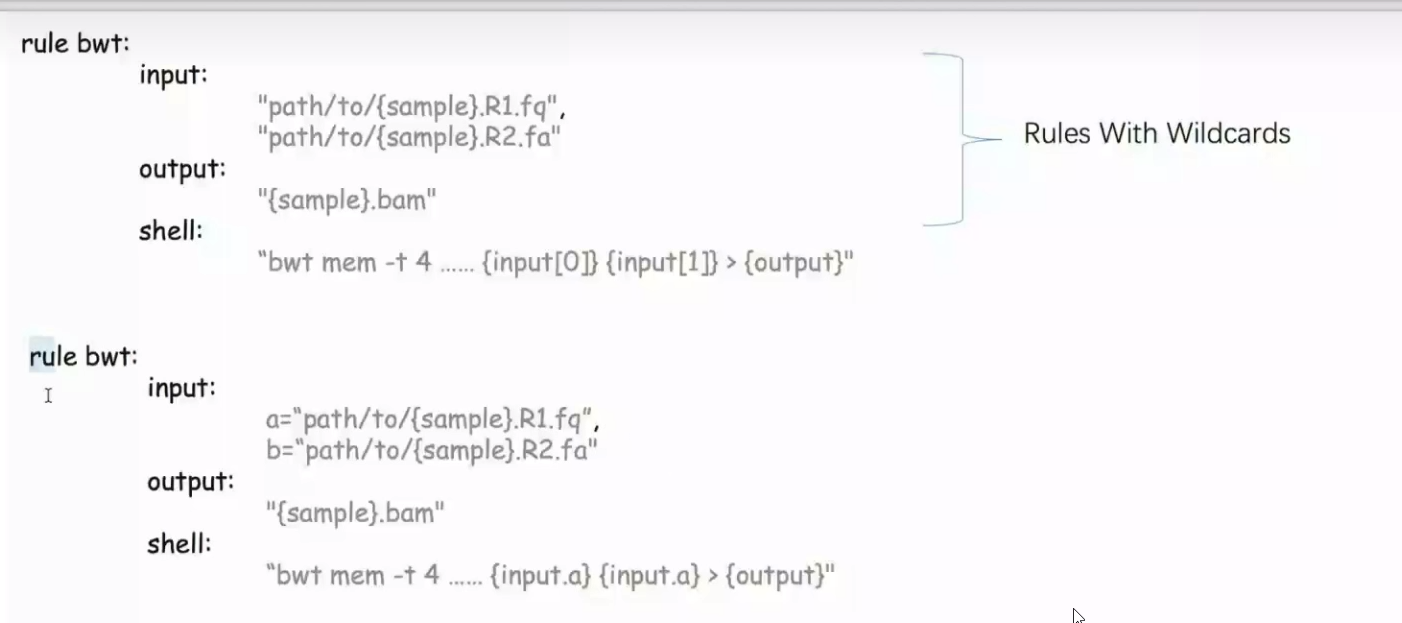 rule bwt:
input:
"path/to/{sample}.R1.fq",
"path/to/{sample}.R2.fa"
output:
"{sample}.bam"
shell:
"bwt mem -t 4 ...... {input[0]} {input[1]} > {output}"
Rules With Wildcards
rule bwt:
input:
a="path/to/{sample}.R1.fq",
b="path/to/{sample}.R2.fa"
output:
"{sample}.bam"
shell:
"bwt mem -t 4 ...... {input.a} {input.a} > {output}"